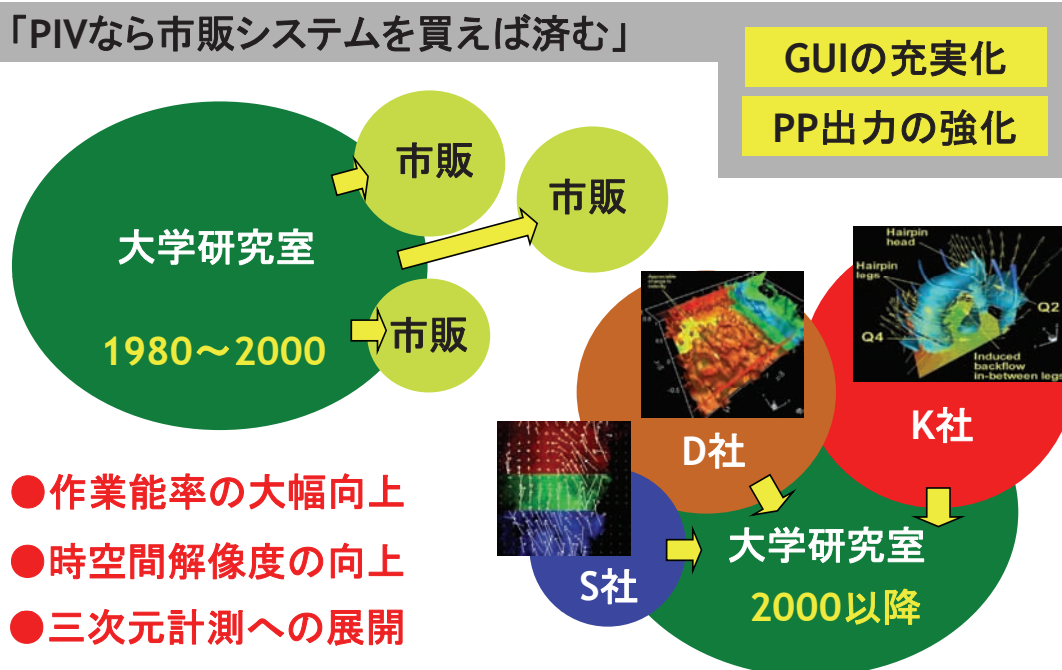 「PIVなら市販システムを買えば済む」
GUIの充実化
PP出力の強化
市販
市販
大学研究室
1980～2000
市販
Hairpin
head
Hairpin
legs
Q2
Q4
Induced
backflow
in-between legs
K社
D社
●作業能率の大幅向上
●時空間解像度の向上
●三次元計測への展開
S社
大学研究室
2000以降